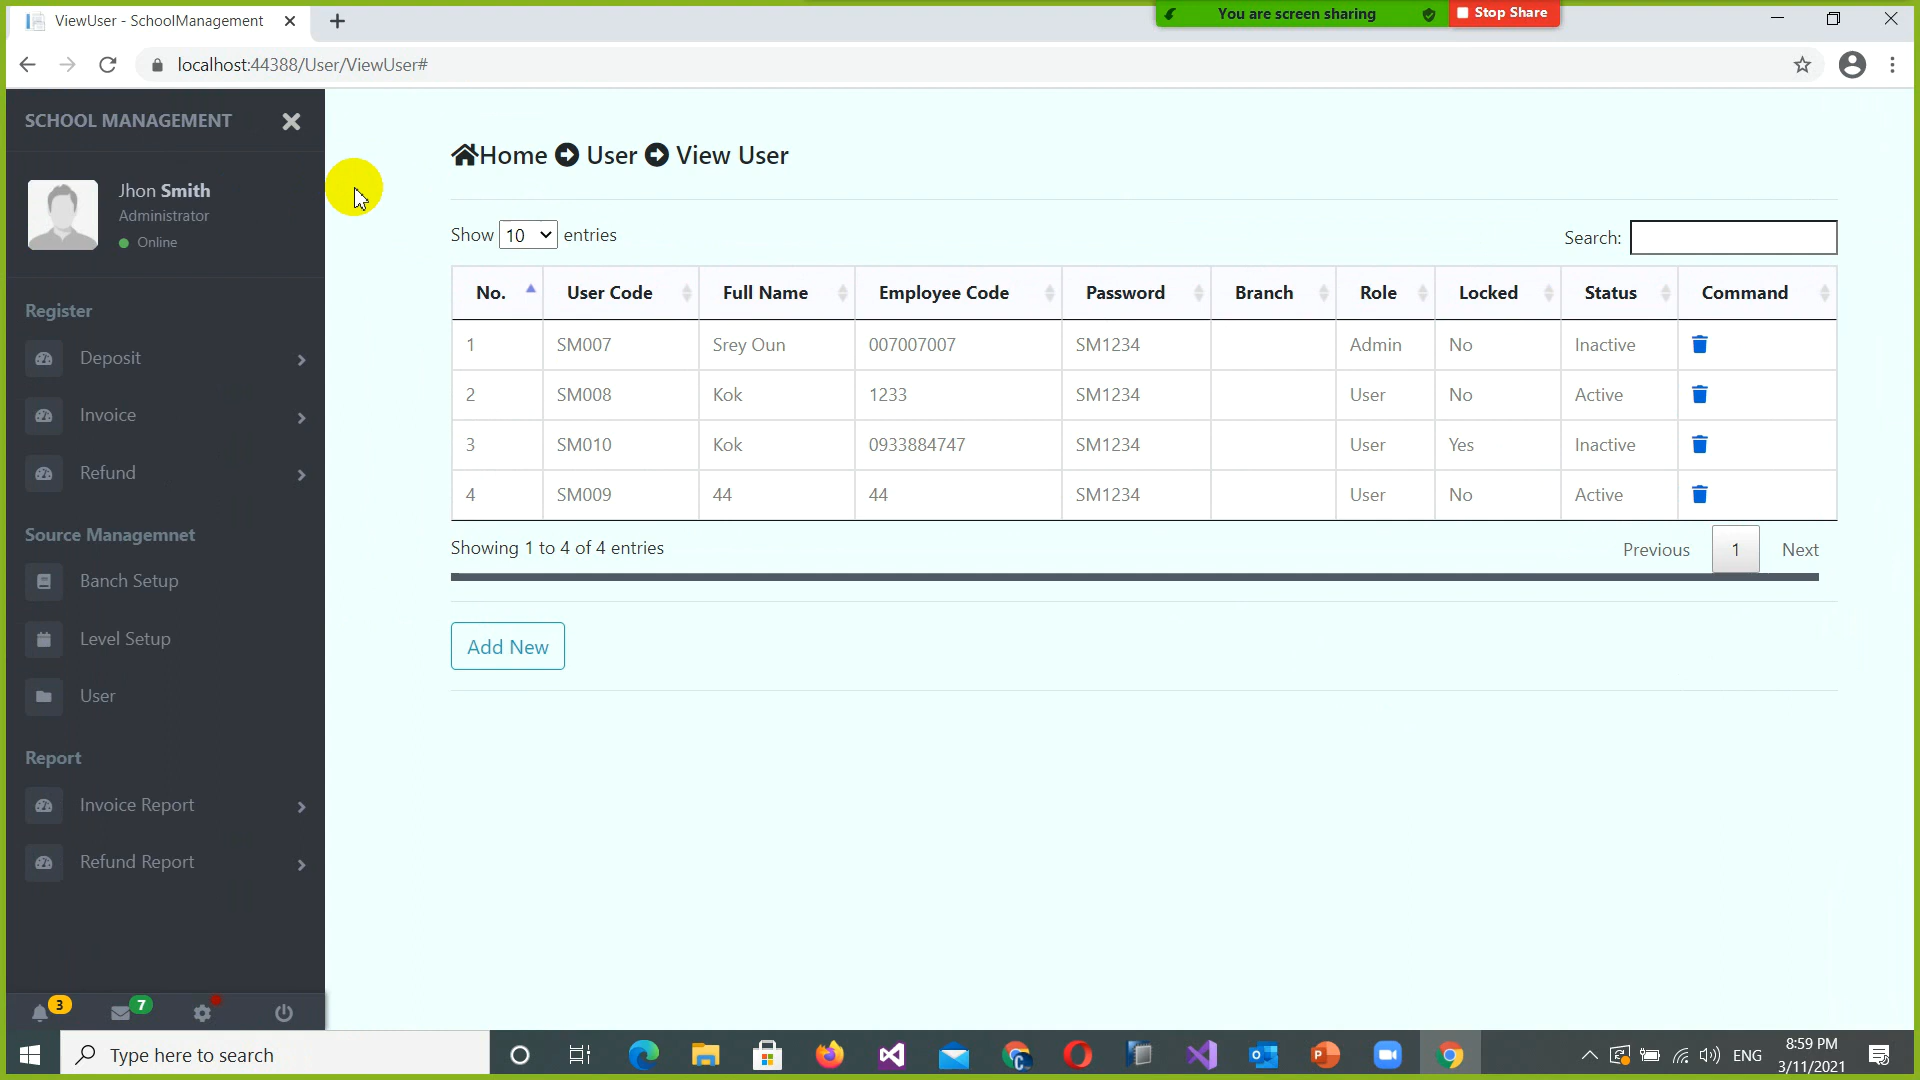 ViewUser - SchoolManagement
You are screen sharing
Stop Share
localhost:44388/User/ViewUser#
SCHOOL MANAGEMENT
Jhon Smith
Administrator
Online
Register
Deposit
Invoice
Refund
Source Managemnet
Banch Setup
Level Setup
User
Report
Invoice Report
Refund Report
3
7
Home User View User
Show 10 entries
Search:
No. User Code Full Name Employee Code Password Branch Role Locked Status Command
1 SM007 Srey Oun 007007007 SM1234 Admin No Inactive
2 SM008 Kok 1233 SM1234 User No Active
3 SM010 Kok 0933884747 SM1234 User Yes Inactive
4 SM009 44 44 SM1234 User No Active
Showing 1 to 4 of 4 entries
Previous 1 Next
Add New
Type here to search
ENG
8:59 PM
3/11/2021